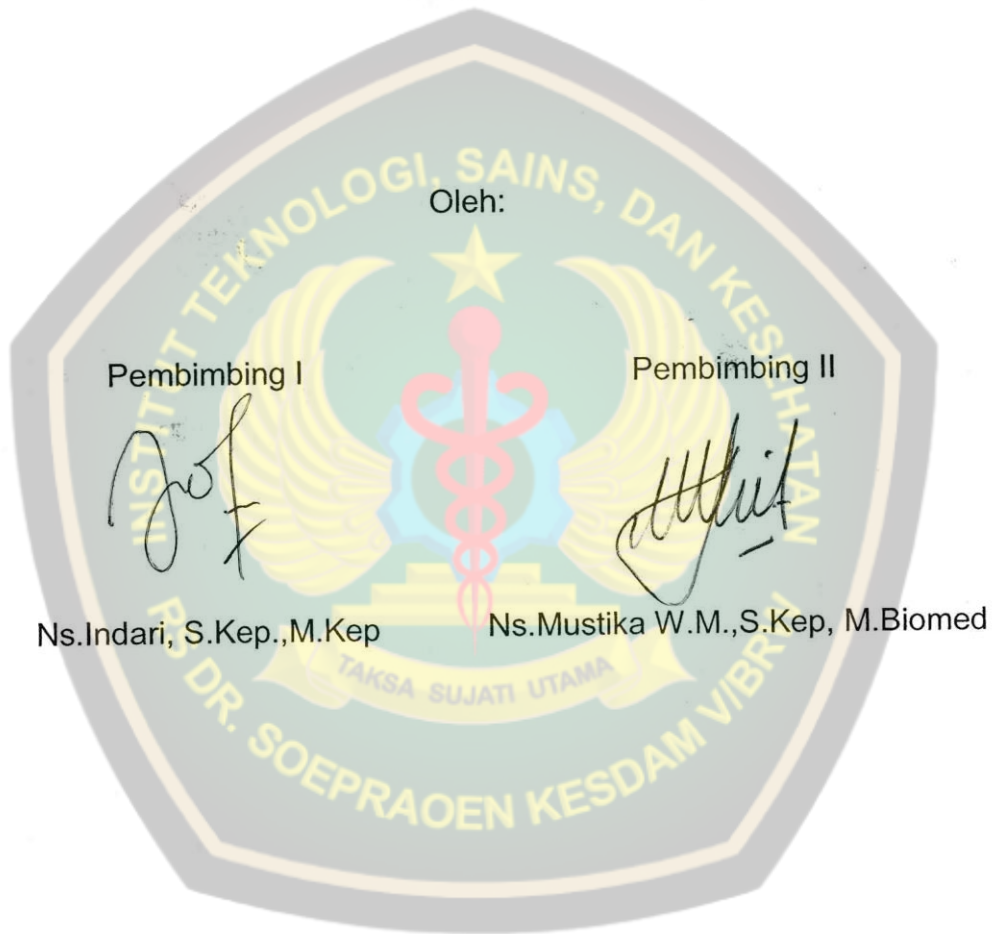 Oleh:
Pembimbing I
Pembimbing II
Ns.Indari, S.Kep.,M.Kep
Ns.Mustika W.M.,S.Kep, M.Biomed
INSTITUT TEKNOLOGI, SAINS, DAN KESEHATAN
RS DR. SOEPRAOEN KESDAM V/BRW
TAKSA SUJATI UTAMA